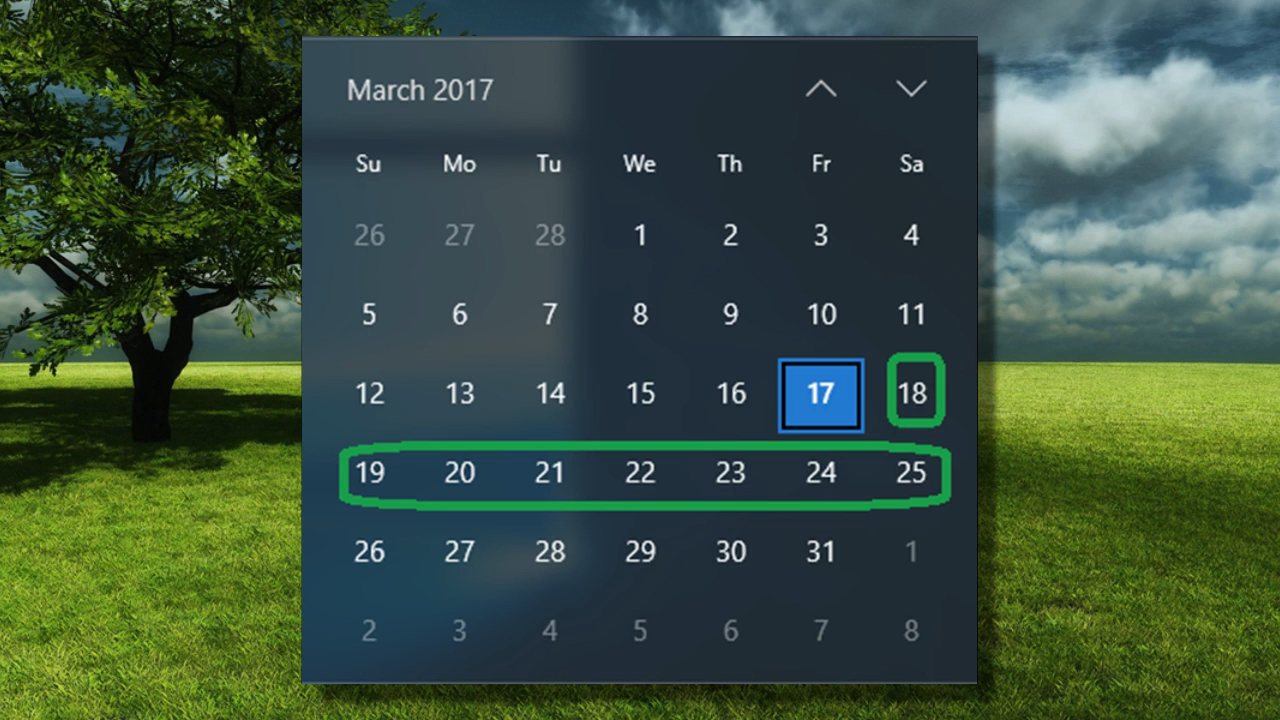 March 2017
Su Mo Tu We Th Fr Sa
26 27 28 1 2 3 4
5 6 7 8 9 10 11
12 13 14 15 16 17 18
19 20 21 22 23 24 25
26 27 28 29 30 31 1
2 3 4 5 6 7 8